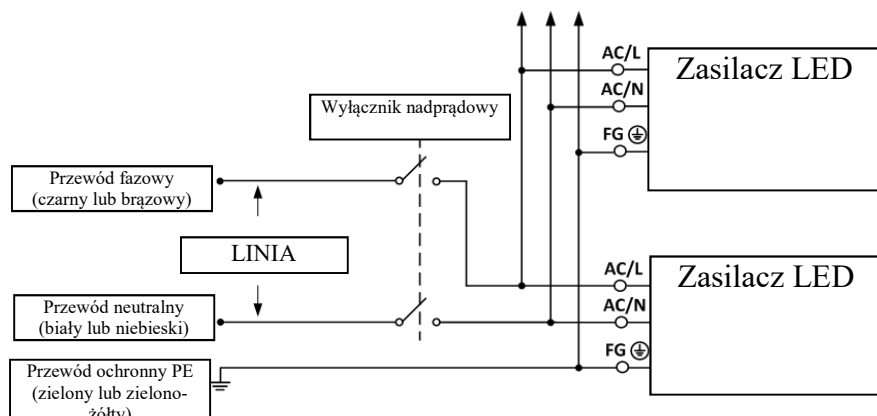 AC/L
Zasilacz LED
AC/N
FG
Wyłącznik nadprądowy
Przewód fazowy
(czarny lub brązowy)
LINIA
AC/L
Zasilacz LED
AC/N
FG
Przewód neutralny
(biały lub niebieski)
Przewód ochronny PE
(zielony lub zielono-
żółty)